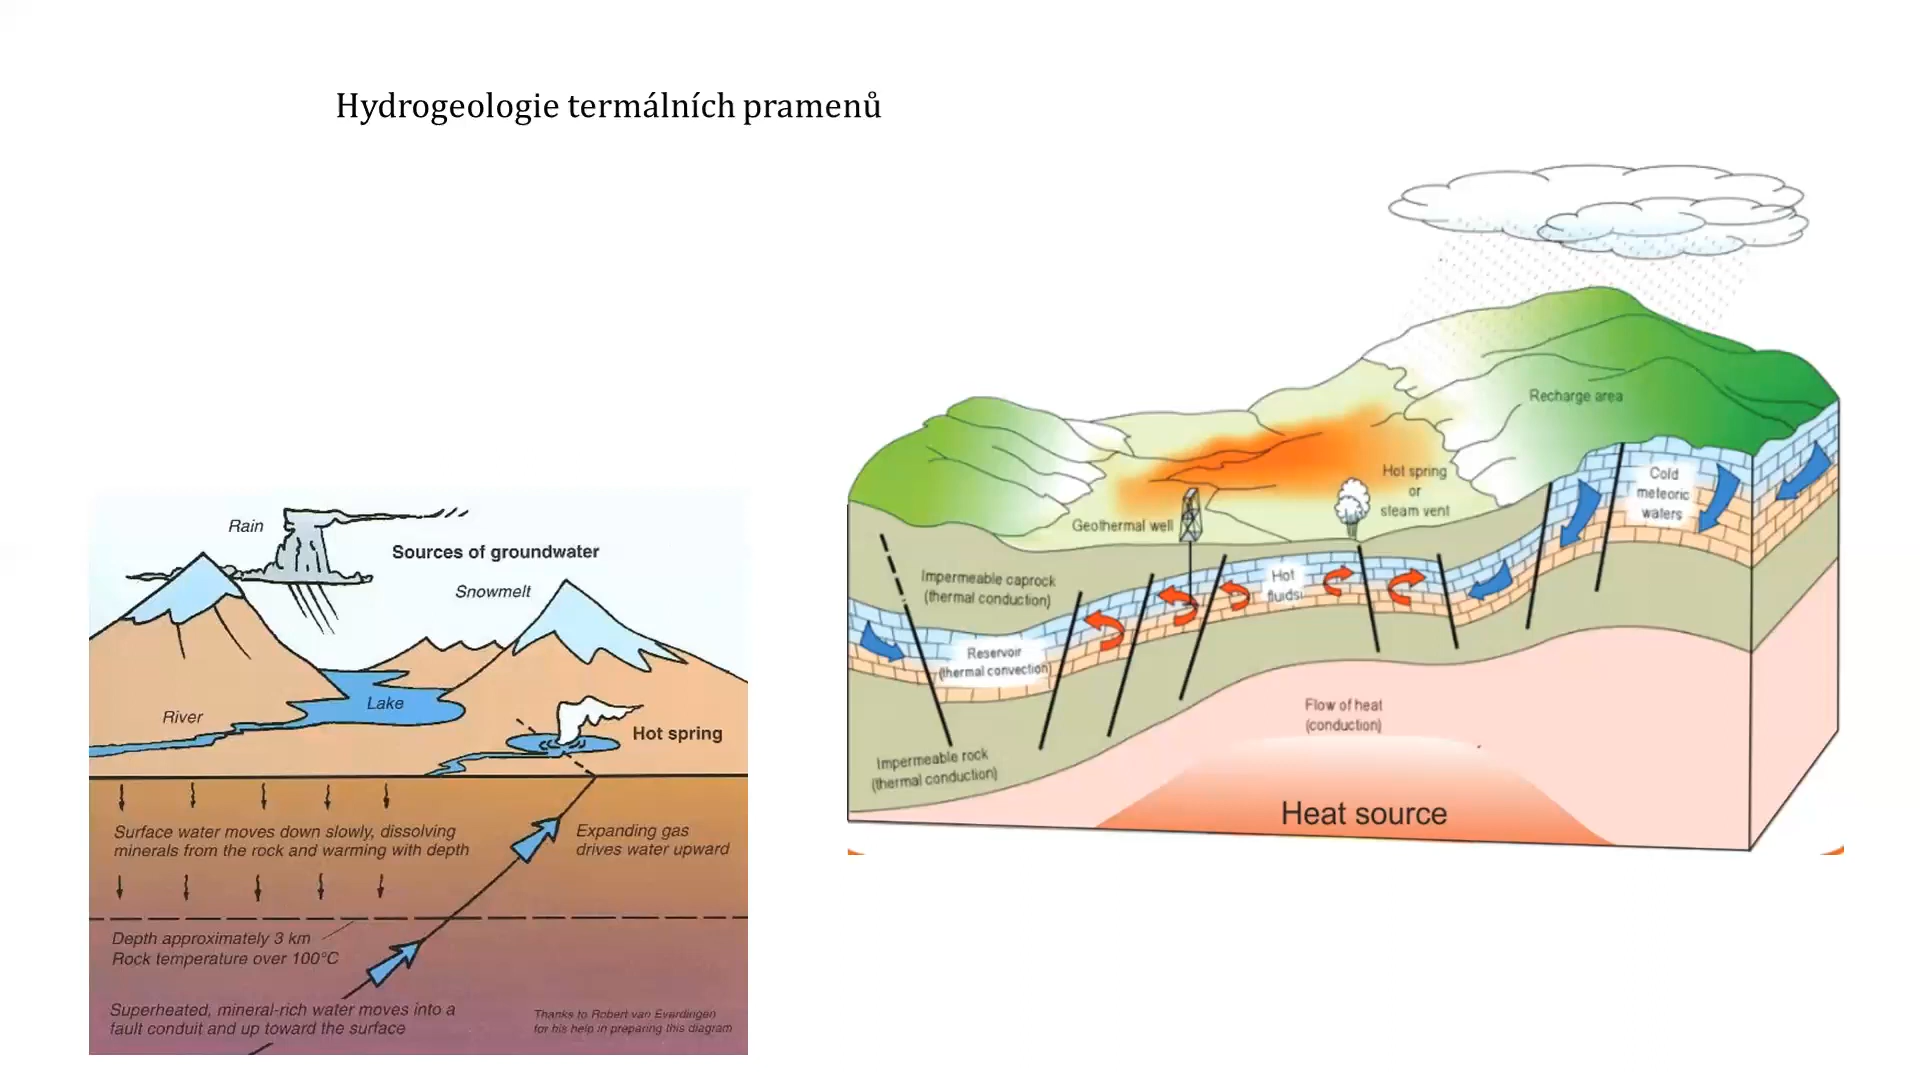 Hydrogeologie termálních pramenů
Rain
Sources of groundwater
Snowmelt
Lake
River
Hot spring
Surface water moves down slowly, dissolving
minerals from the rock and warming with depth
Expanding gas
drives water upward
Depth approximately 3 km
Rock temperature over 100°C
Superheated, mineral-rich water moves into a
fault conduit and up toward the surface
Thanks to Robert van Everdingen
for his help in preparing this diagram
Recharge area
Hot spring
or
steam vent
Cold
meteoric
waters
Geothermal well
Impermeable caprock
(thermal conduction)
Hot
fluids
Reservoir
(thermal convection)
Flow of heat
(conduction)
Impermeable rock
(thermal conduction)
Heat source